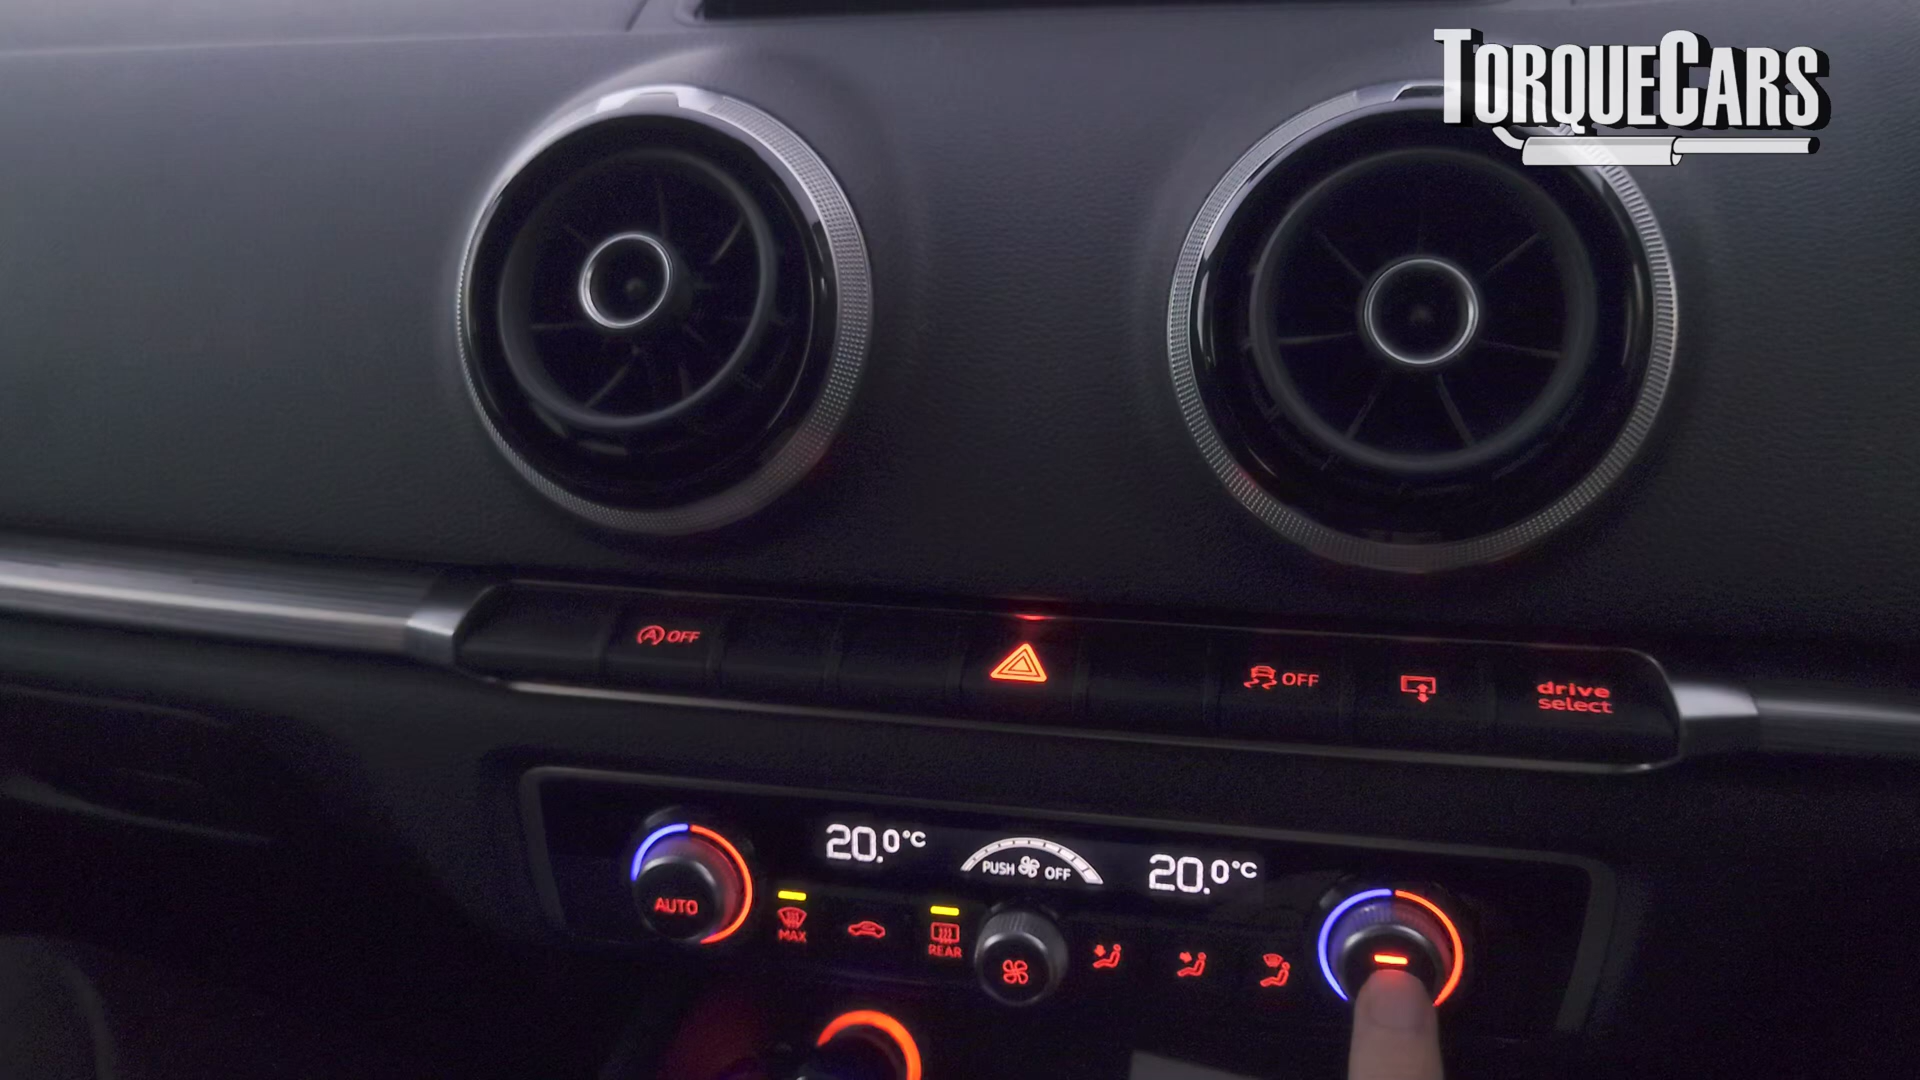 TORQUECARS
A OFF
OFF
drive
select
20.0°C
PUSH OFF
20.0°C
AUTO
MAX
REAR